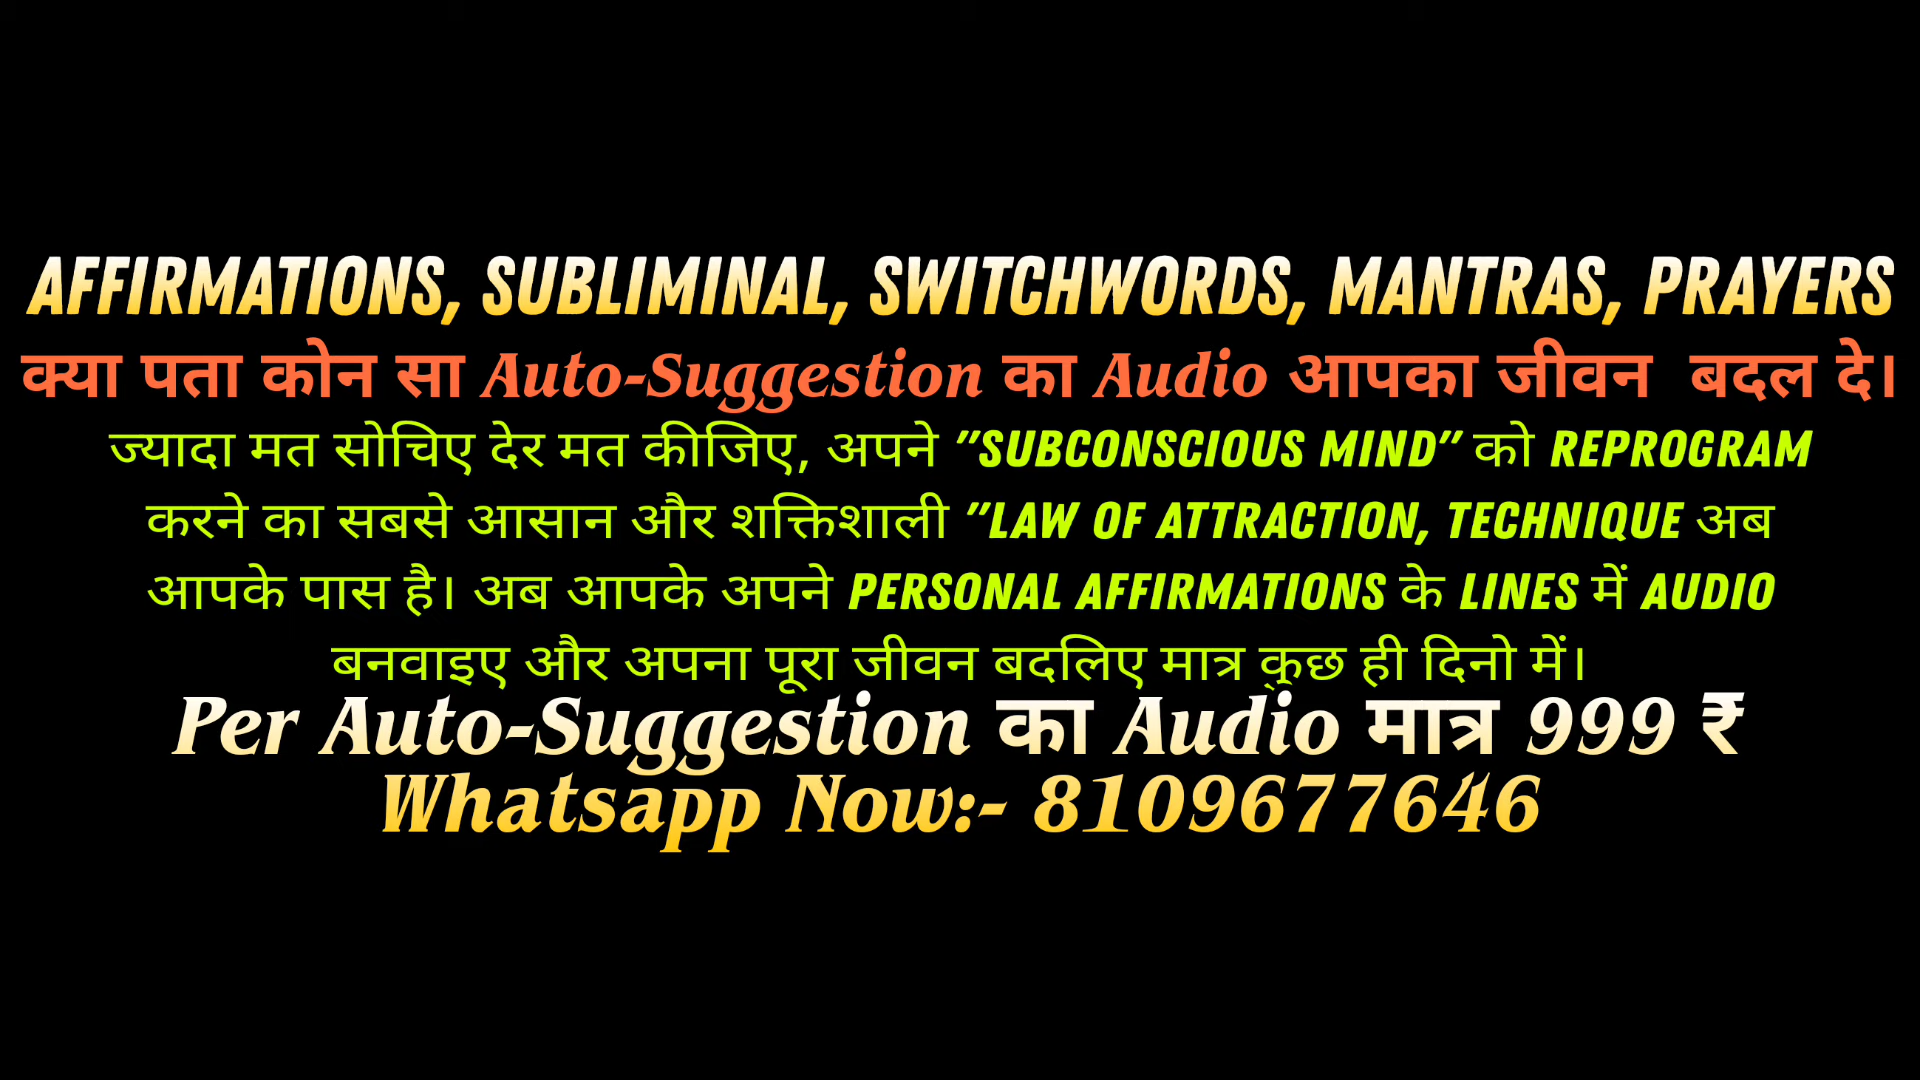 AFFIRMATIONS, SUBLIMINAL, SWITCHWORDS, MANTRAS, PRAYERS
क्या पता कोन सा Auto-Suggestion का Audio आपका जीवन  बदल दे।
ज्यादा मत सोचिए देर मत कीजिए, अपने "SUBCONSCIOUS MIND" को REPROGRAM
करने का सबसे आसान और शक्तिशाली "LAW OF ATTRACTION, TECHNIQUE अब
आपके पास है। अब आपके अपने PERSONAL AFFIRMATIONS के LINES में AUDIO
बनवाइए और अपना पूरा जीवन बदलिए मात्र कुछ ही दिनो में।
Per Auto-Suggestion का Audio मात्र 999 ₹
Whatsapp Now:- 8109677646